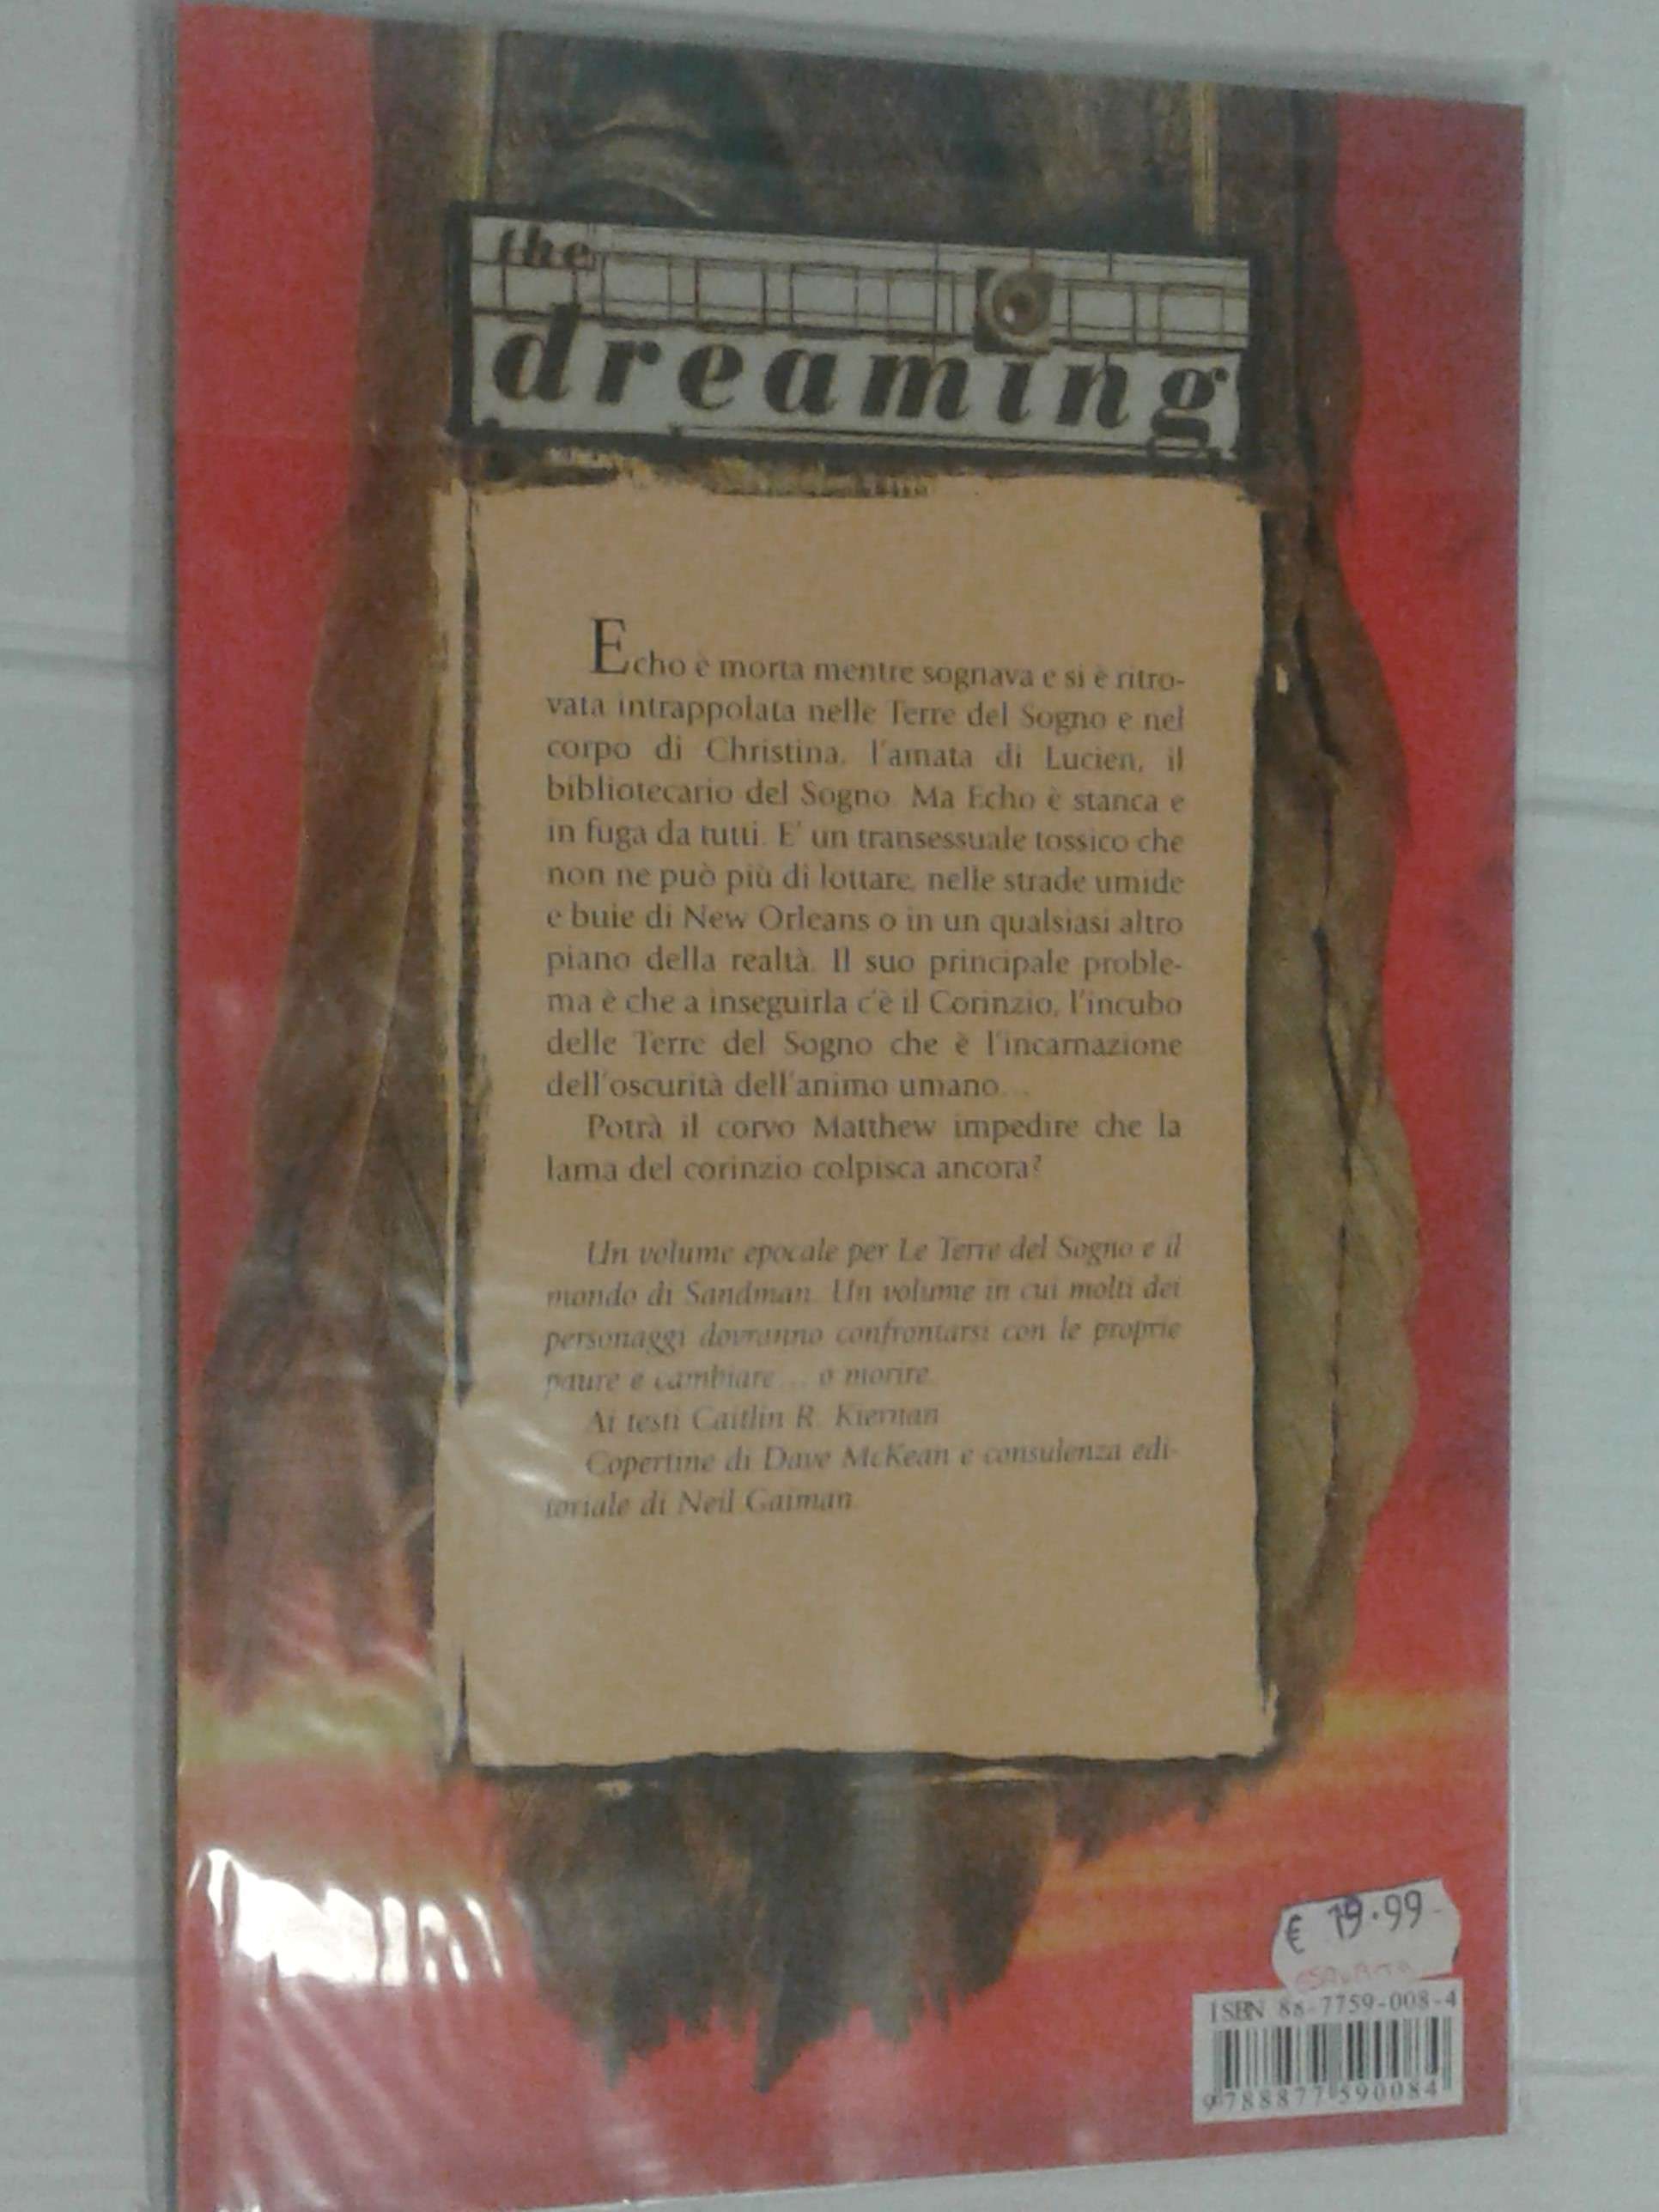 the
dreaming
Echo è morta mentre sognava e si è ritro-
vata intrappolata nelle Terre del Sogno e nel
corpo di Christina, l'amata di Lucien, il
bibliotecario del Sogno. Ma Echo è stanca e
in fuga da tutti. E' un transessuale tossico che
non ne può più di lottare, nelle strade umide
e buie di New Orleans o in un qualsiasi altro
piano della realtà. Il suo principale proble-
ma è che a inseguirla c'è il Corinzio, l'incubo
delle Terre del Sogno che è l'incarnazione
dell'oscurità dell'animo umano...
Potrà il corvo Matthew impedire che la
lama del corinzio colpisca ancora?
Un volume epocale per Le Terre del Sogno e il
mondo di Sandman. Un volume in cui molti dei
personaggi dovranno confrontarsi con le proprie
paure e cambiare... o morire.
Ai testi Caitlin R. Kiernan
Copertine di Dave McKean e consulenza edi-
toriale di Neil Gaiman.
€ 19.99
ISBN 88-7759-008-4
9788877590084